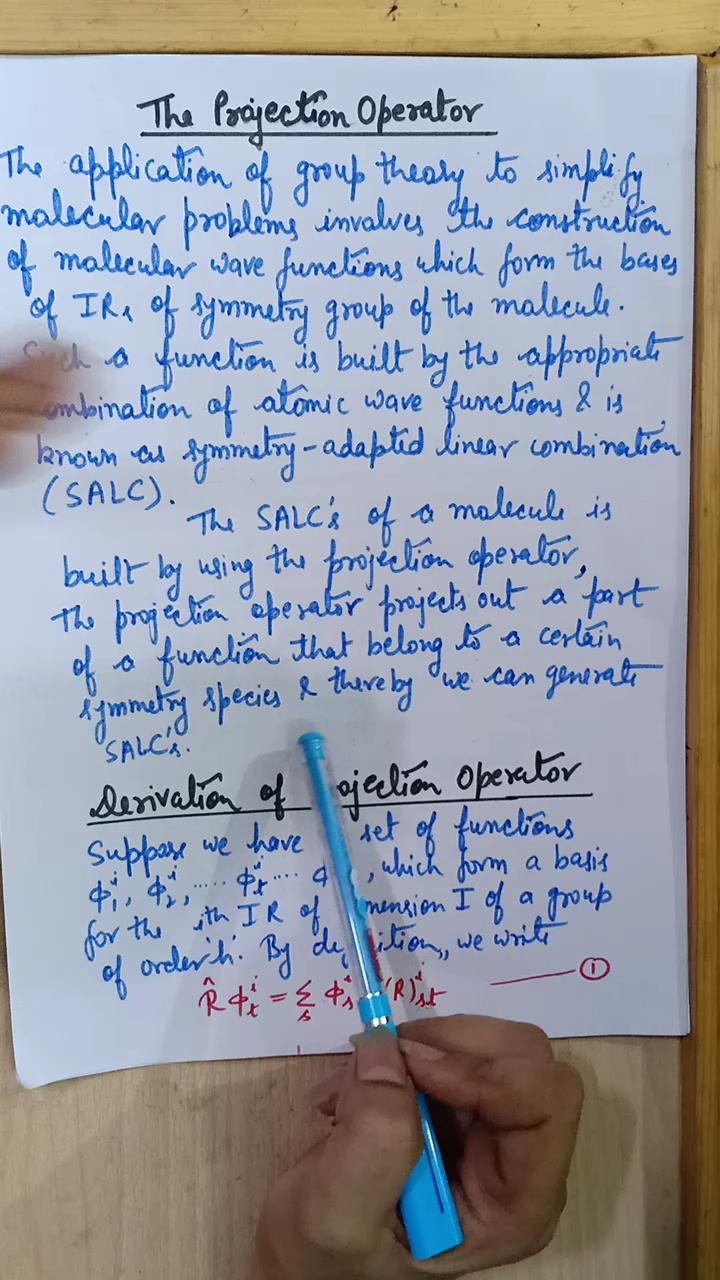 The Projection Operator
The application of group theory to simplify
molecular problems involves the construction
of molecular wave functions which form the bases
of IRs of symmetry group of the molecule.
a function is built by the appropriate
of atomic wave functions & is
known as symmetry-adapted linear combination
(SALC).
The SALC's of a molecule is
built by using the projection operator,
The projection operator projects out a part
of a function that belong to a certain
symmetry species & thereby we can generate
SALC's.
Derivation of Operator
Suppose we have set of functions
ϕ₁ⁱ, ϕ₂ⁱ, ..... ϕₜⁱ .... , which form a basis
for the ith IR of I of a group
of order 'h'. By we write
R̂ ϕₜⁱ = Σₛ ϕₛⁱ (R)ₛₜⁱ ——— ①